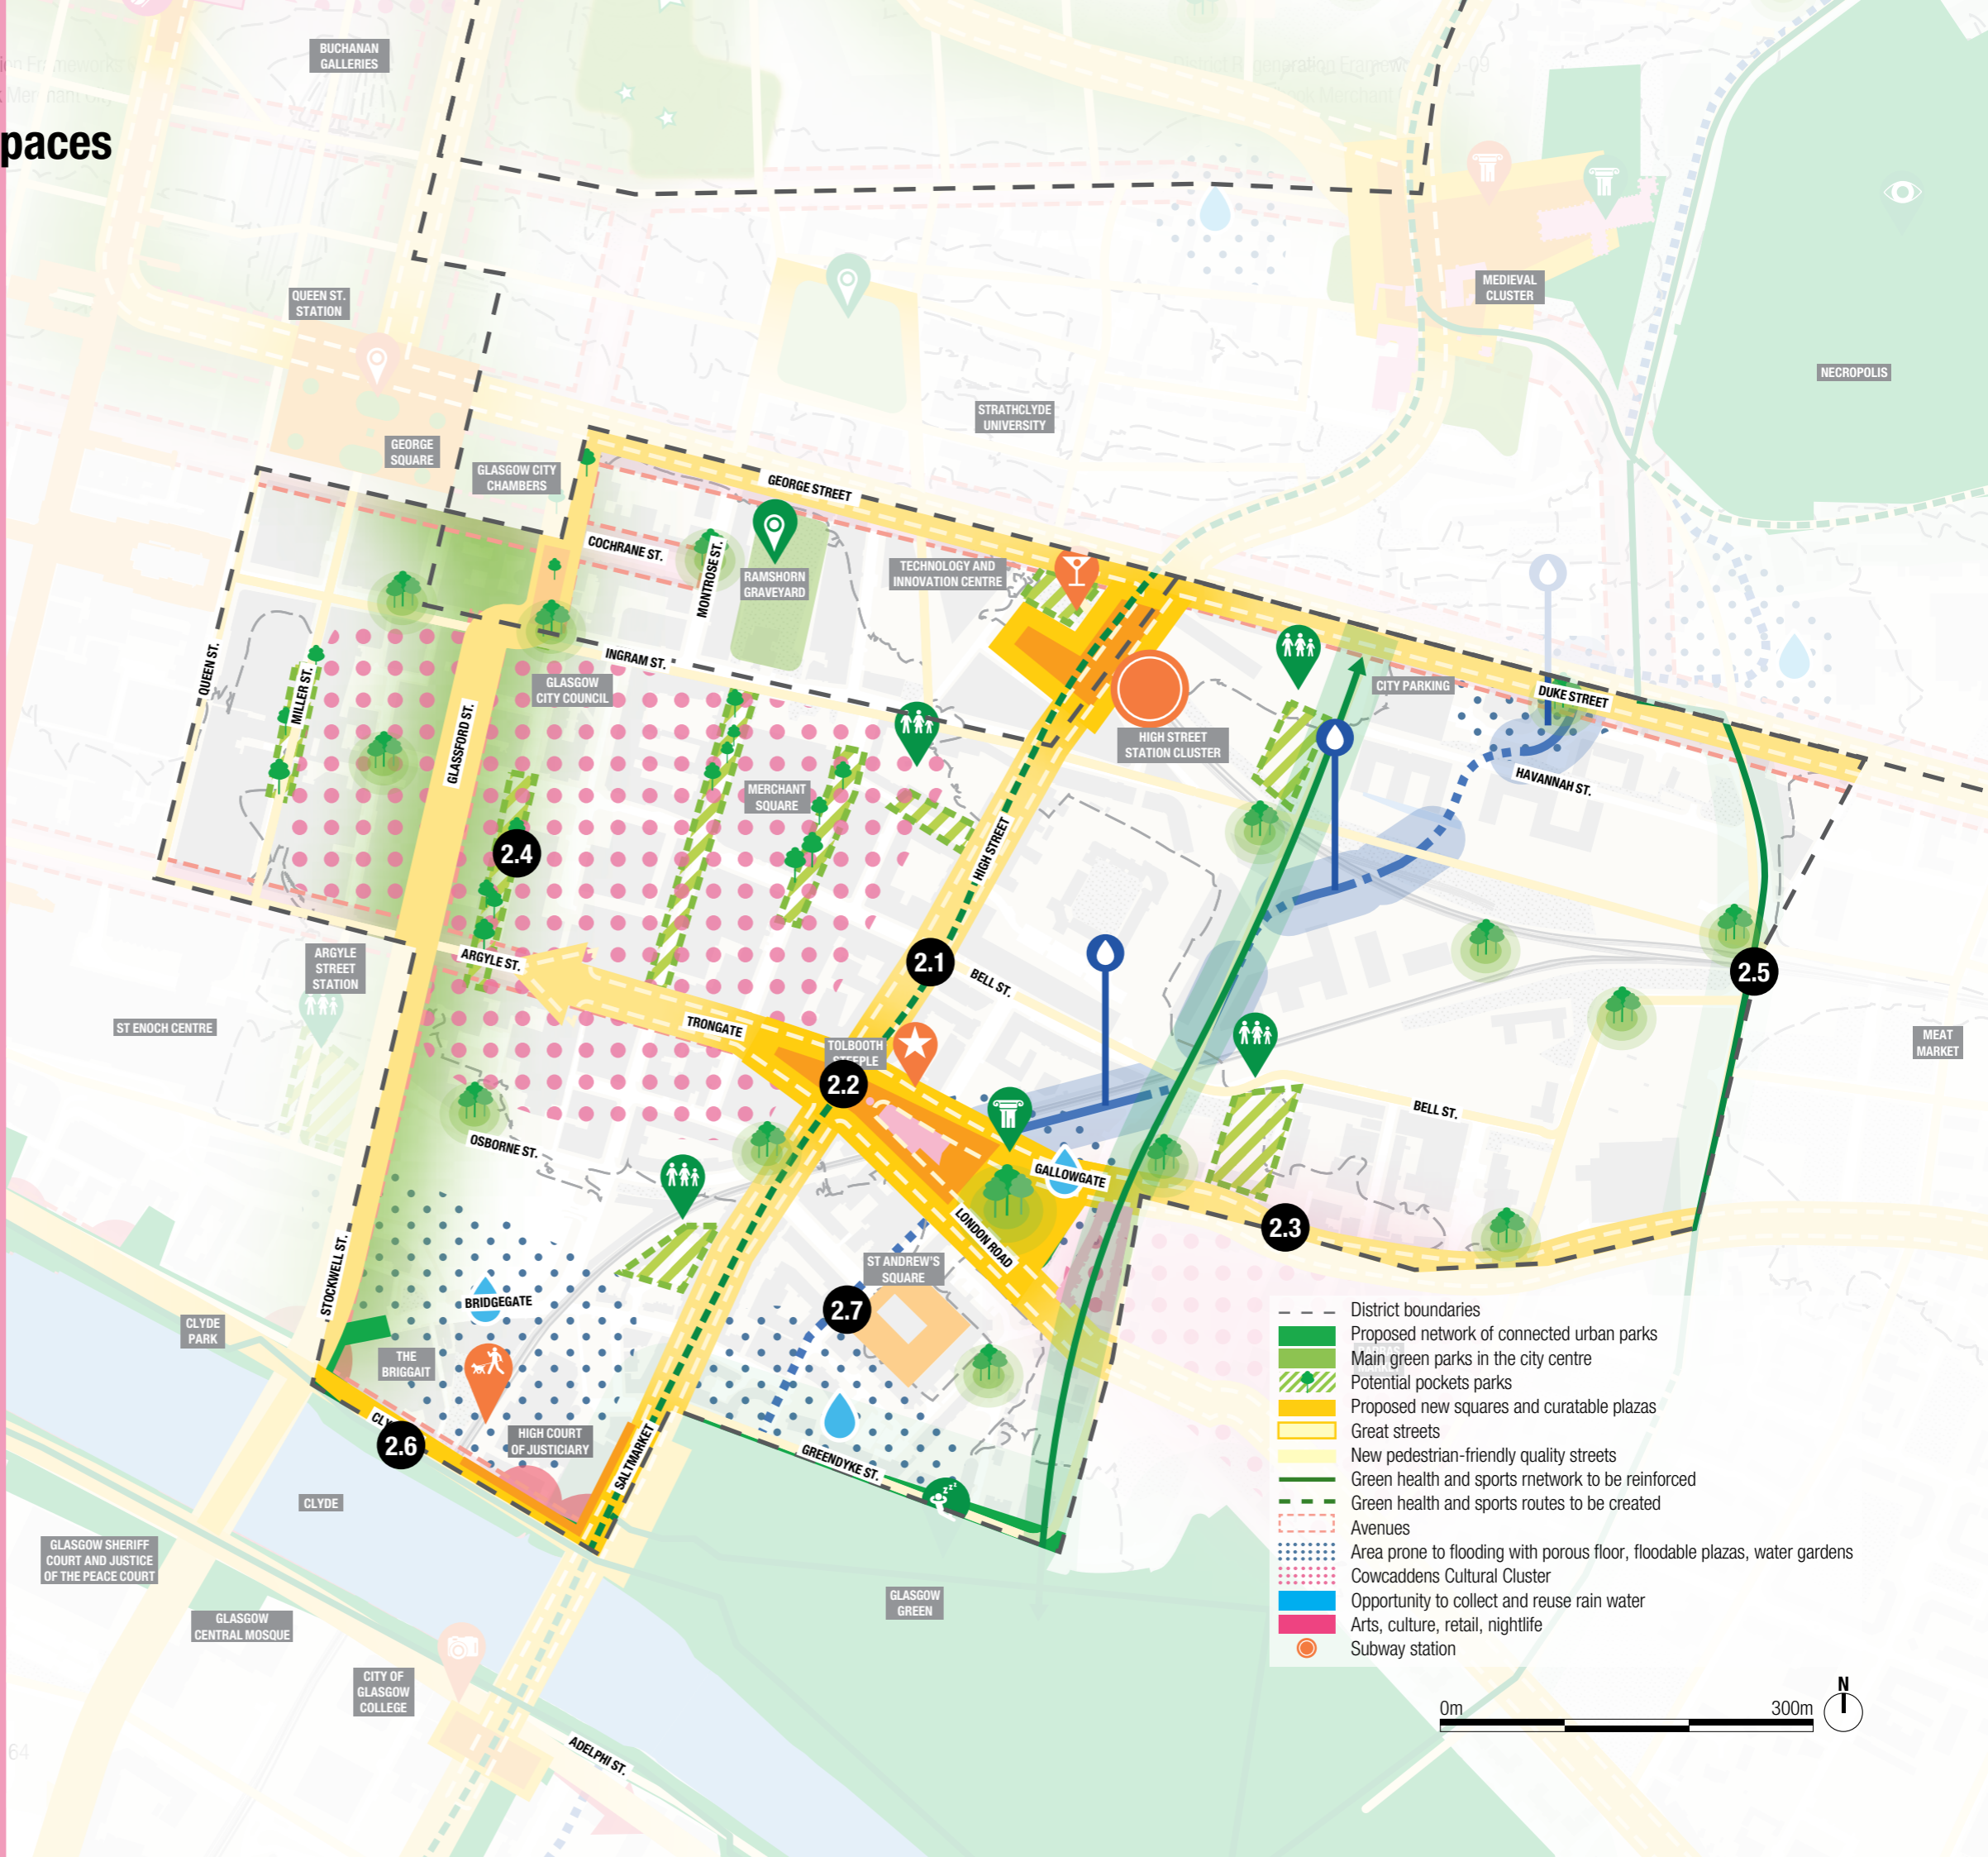 paces
BUCHANAN
GALLERIES
District Regeneration Framework
-09
QUEEN ST.
STATION
MEDIEVAL
CLUSTER
NECROPOLIS
STRATHCLYDE
UNIVERSITY
GEORGE
SQUARE
GLASGOW CITY
CHAMBERS
GEORGE STREET
COCHRANE ST.
MONTROSE ST.
RAMSHORN
GRAVEYARD
TECHNOLOGY AND
INNOVATION CENTRE
QUEEN ST.
MILLER ST.
INGRAM ST.
GLASGOW
CITY COUNCIL
GLASSFORD ST.
CITY PARKING
DUKE STREET
HIGH STREET
STATION CLUSTER
HAVANNAH ST.
MERCHANT
SQUARE
HIGH STREET
2.4
2.1
2.5
ARGYLE ST.
ARGYLE
STREET
STATION
BELL ST.
ST ENOCH CENTRE
TRONGATE
TOLBOOTH
STEEPLE
2.2
MEAT
MARKET
BELL ST.
OSBORNE ST.
GALLOWGATE
LONDON ROAD
2.3
ST ANDREW'S
SQUARE
STOCKWELL ST.
BRIDGEGATE
2.7
CLYDE
PARK
THE
BRIGGAIT
2.6
HIGH COURT
OF JUSTICIARY
SALTMARKET
GREENDYKE ST.
CLYDE
GLASGOW SHERIFF
COURT AND JUSTICE
OF THE PEACE COURT
GLASGOW
GREEN
GLASGOW
CENTRAL MOSQUE
CITY OF
GLASGOW
COLLEGE
ADELPHI ST.
64
District boundaries
Proposed network of connected urban parks
Main green parks in the city centre
Potential pockets parks
Proposed new squares and curatable plazas
Great streets
New pedestrian-friendly quality streets
Green health and sports rnetwork to be reinforced
Green health and sports routes to be created
Avenues
Area prone to flooding with porous floor, floodable plazas, water gardens
Cowcaddens Cultural Cluster
Opportunity to collect and reuse rain water
Arts, culture, retail, nightlife
Subway station
0m
300m
N